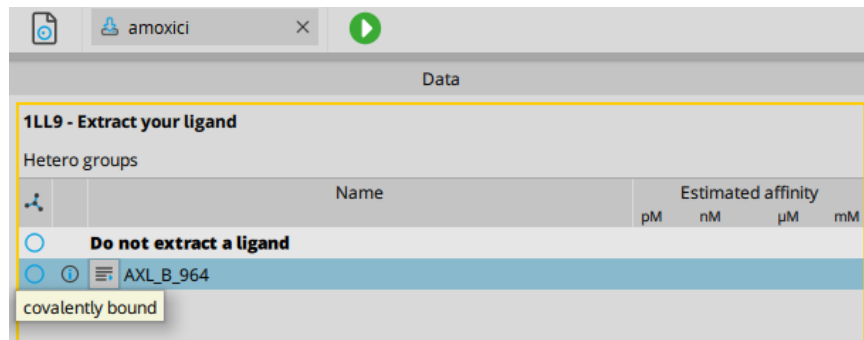 amoxici
Data
1LL9 - Extract your ligand
Hetero groups
Name
Estimated affinity
pM nM µM mM
Do not extract a ligand
AXL_B_964
covalently bound